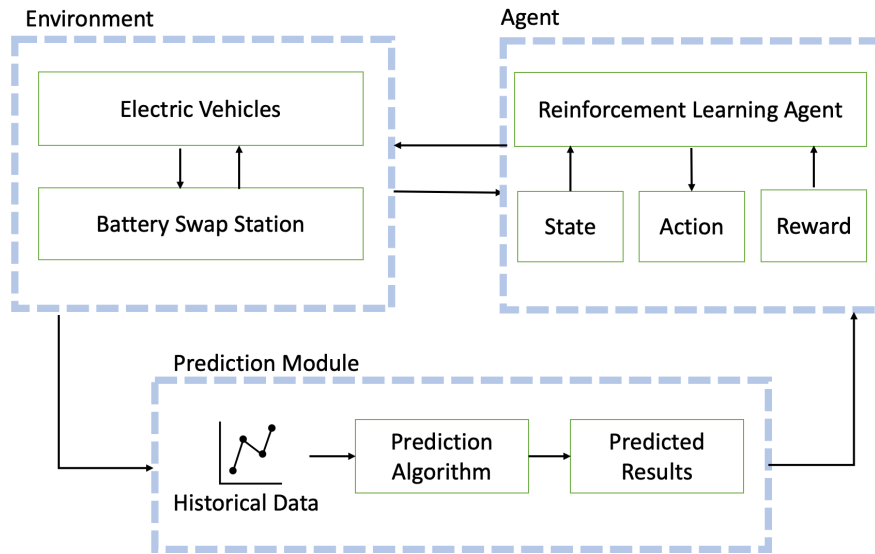 Environment
Agent
Electric Vehicles
Reinforcement Learning Agent
Battery Swap Station
State
Action
Reward
Prediction Module
Historical Data
Prediction
Algorithm
Predicted
Results